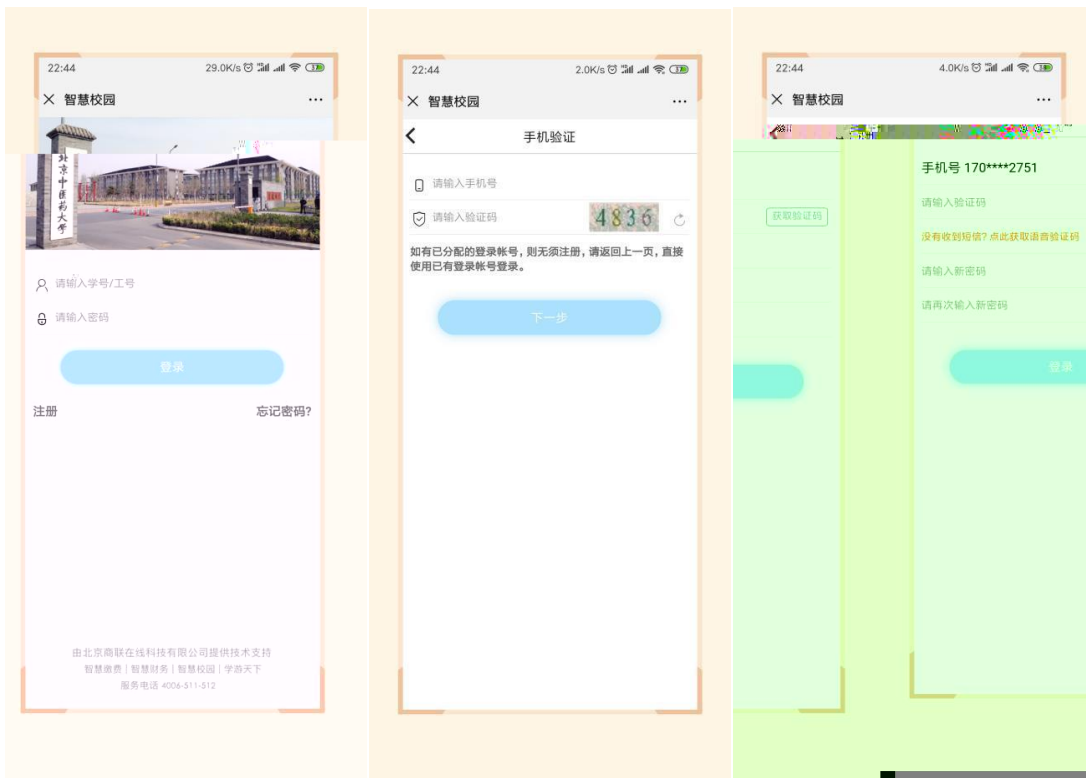 22:44
29.0K/s
37
智慧校园
北京中医药大学
请输入学号/工号
请输入密码
登录
注册
忘记密码?
由北京商联在线科技有限公司提供技术支持
智慧缴费|智慧财务|智慧校园|学游天下
服务电话 4006-511-512
22:44
2.0K/s
智慧校园
手机验证
请输入手机号
请输入验证码
4836
如有已分配的登录帐号,则无须注册,请返回上一页,直接
使用已有登录帐号登录。
下一步
22:44
4.0K/s
智慧校园
获取验证码
手机号 170****2751
请输入验证码
没有收到短信? 点此获取语音验证码
请输入新密码
请再次输入新密码
登录